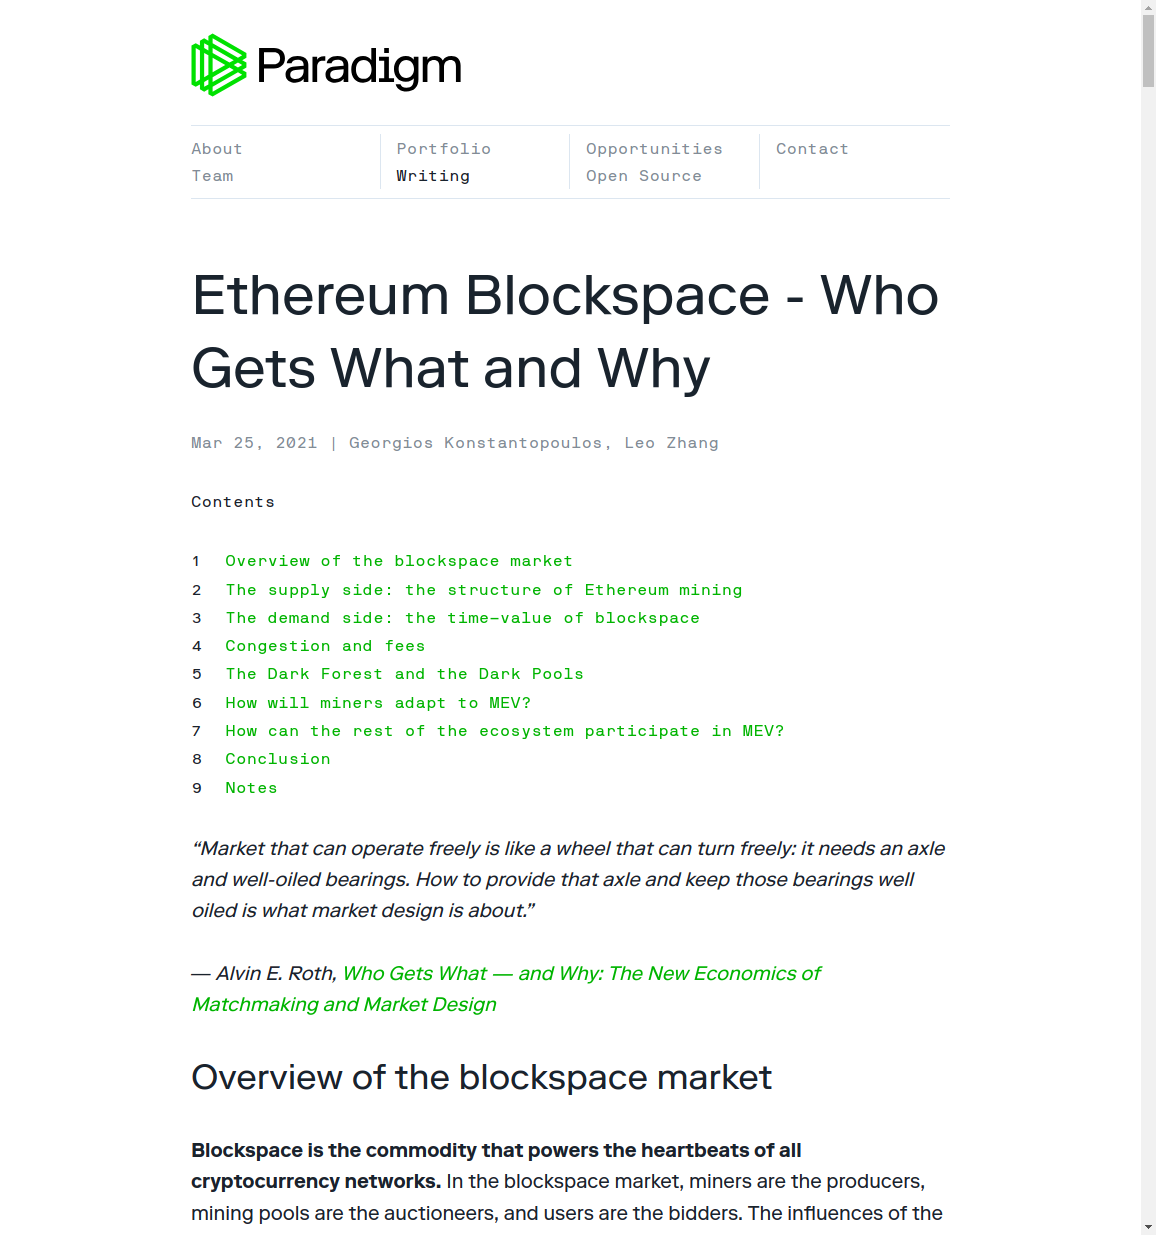 Paradigm
About
Team
Portfolio
Writing
Opportunities
Open Source
Contact
Ethereum Blockspace - Who
Gets What and Why
Mar 25, 2021 | Georgios Konstantopoulos, Leo Zhang
Contents
1 Overview of the blockspace market
2 The supply side: the structure of Ethereum mining
3 The demand side: the time-value of blockspace
4 Congestion and fees
5 The Dark Forest and the Dark Pools
6 How will miners adapt to MEV?
7 How can the rest of the ecosystem participate in MEV?
8 Conclusion
9 Notes
“Market that can operate freely is like a wheel that can turn freely: it needs an axle
and well-oiled bearings. How to provide that axle and keep those bearings well
oiled is what market design is about.”
— Alvin E. Roth, Who Gets What — and Why: The New Economics of
Matchmaking and Market Design
Overview of the blockspace market
Blockspace is the commodity that powers the heartbeats of all
cryptocurrency networks. In the blockspace market, miners are the producers,
mining pools are the auctioneers, and users are the bidders. The influences of the